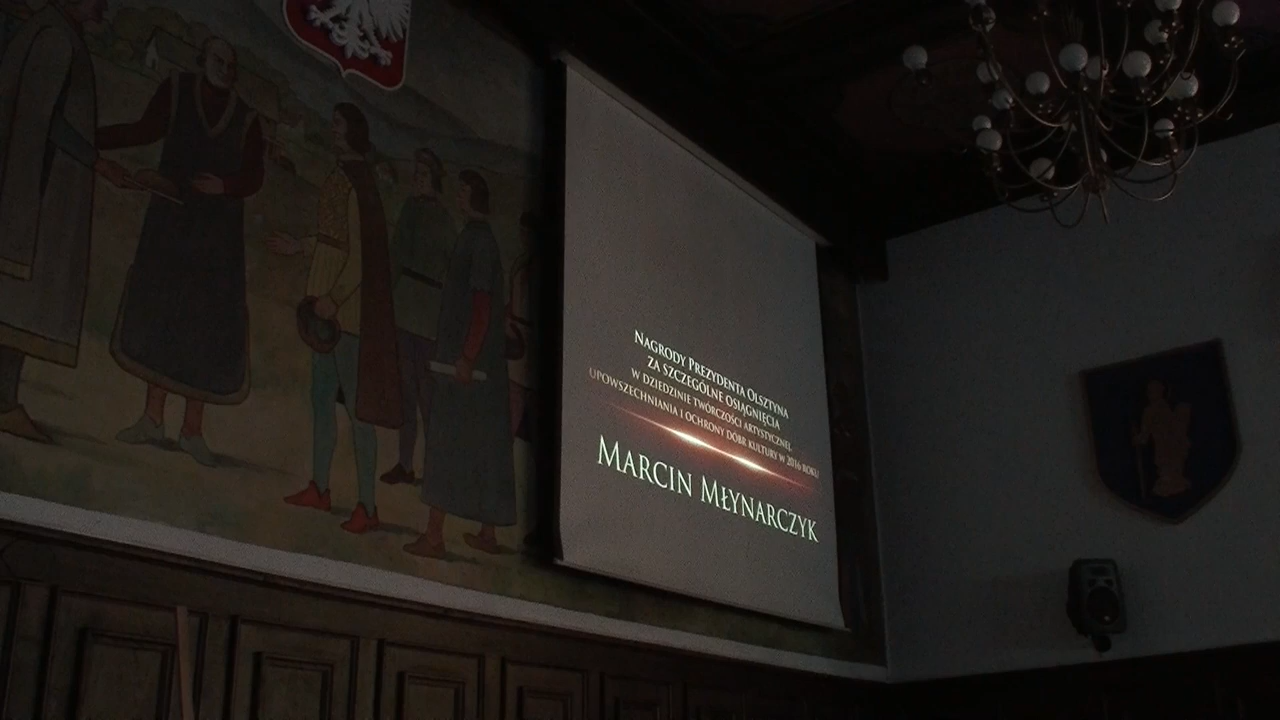 NAGRODY PREZYDENTA OLSZTYNA
ZA SZCZEGÓLNE OSIĄGNIĘCIA
W DZIEDZINIE TWÓRCZOŚCI ARTYSTYCZNEJ,
UPOWSZECHNIANIA I OCHRONY DÓBR KULTURY W 2016 ROKU
MARCIN MŁYNARCZYK